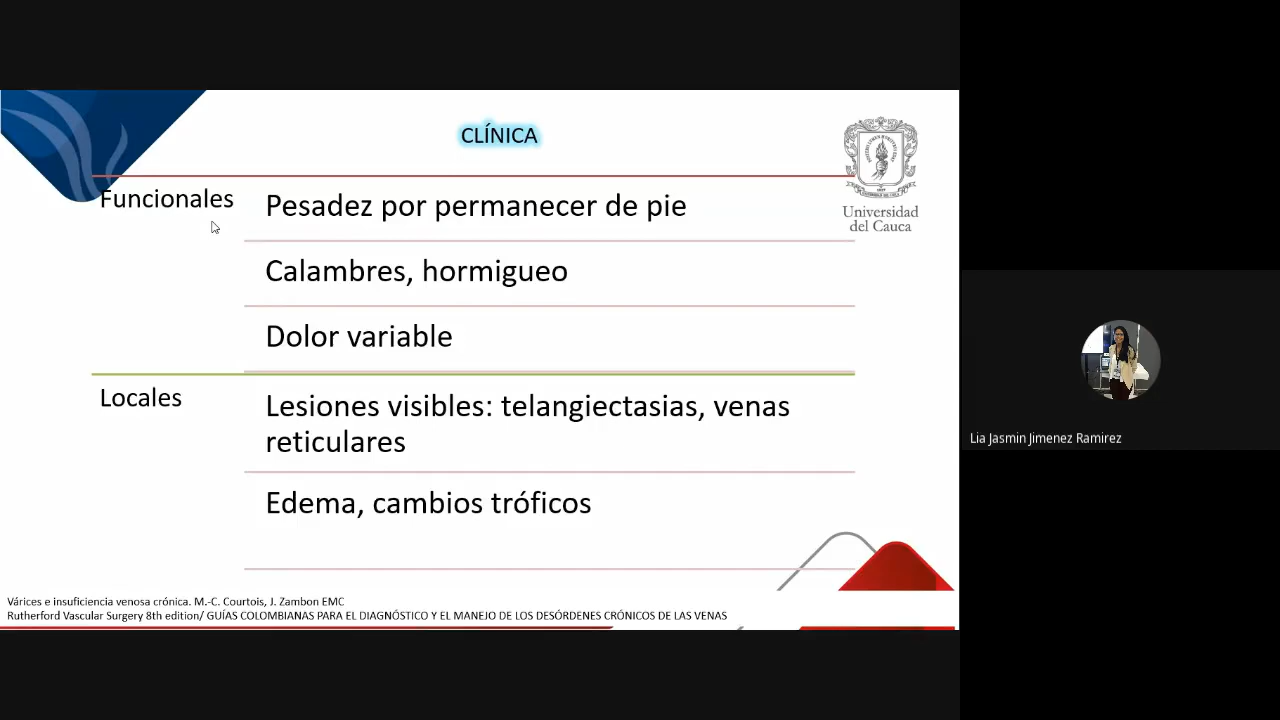 CLÍNICA
Universidad
del Cauca
Funcionales
Pesadez por permanecer de pie
Calambres, hormigueo
Dolor variable
Locales
Lesiones visibles: telangiectasias, venas
reticulares
Edema, cambios tróficos
Várices e insuficiencia venosa crónica. M.-C. Courtois, J. Zambon EMC
Rutherford Vascular Surgery 8th edition/ GUÍAS COLOMBIANAS PARA EL DIAGNÓSTICO Y EL MANEJO DE LOS DESÓRDENES CRÓNICOS DE LAS VENAS
Lia Jasmin Jimenez Ramirez